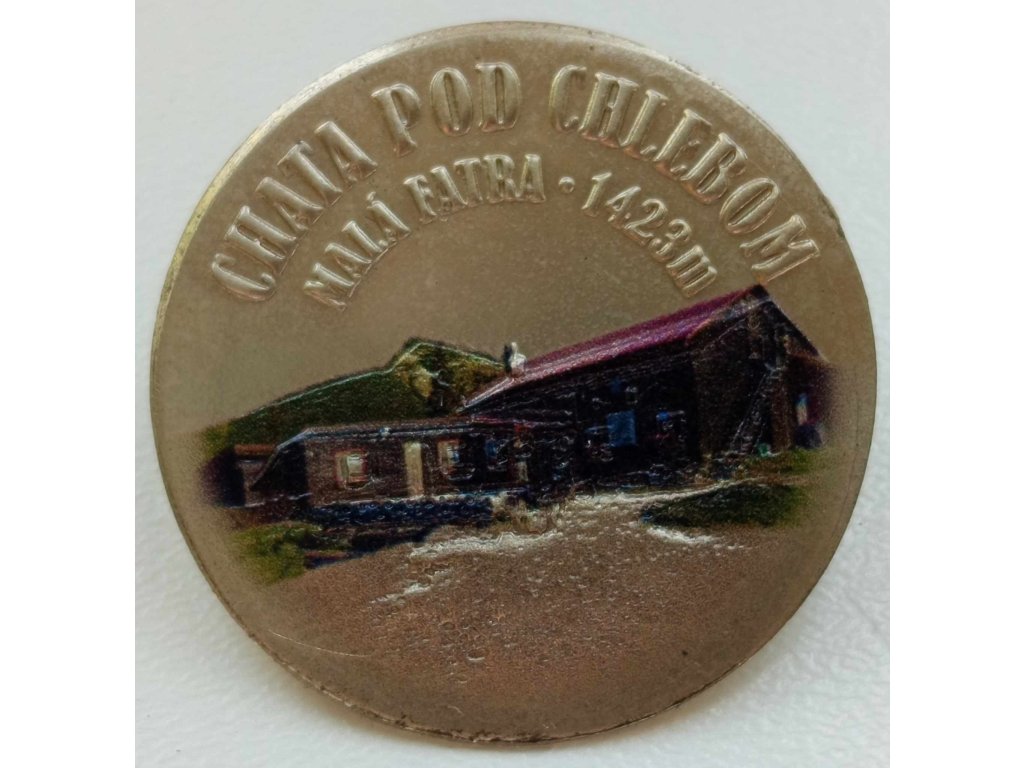 CHATA POD CHLEBOM
MALÁ FATRA · 1423m